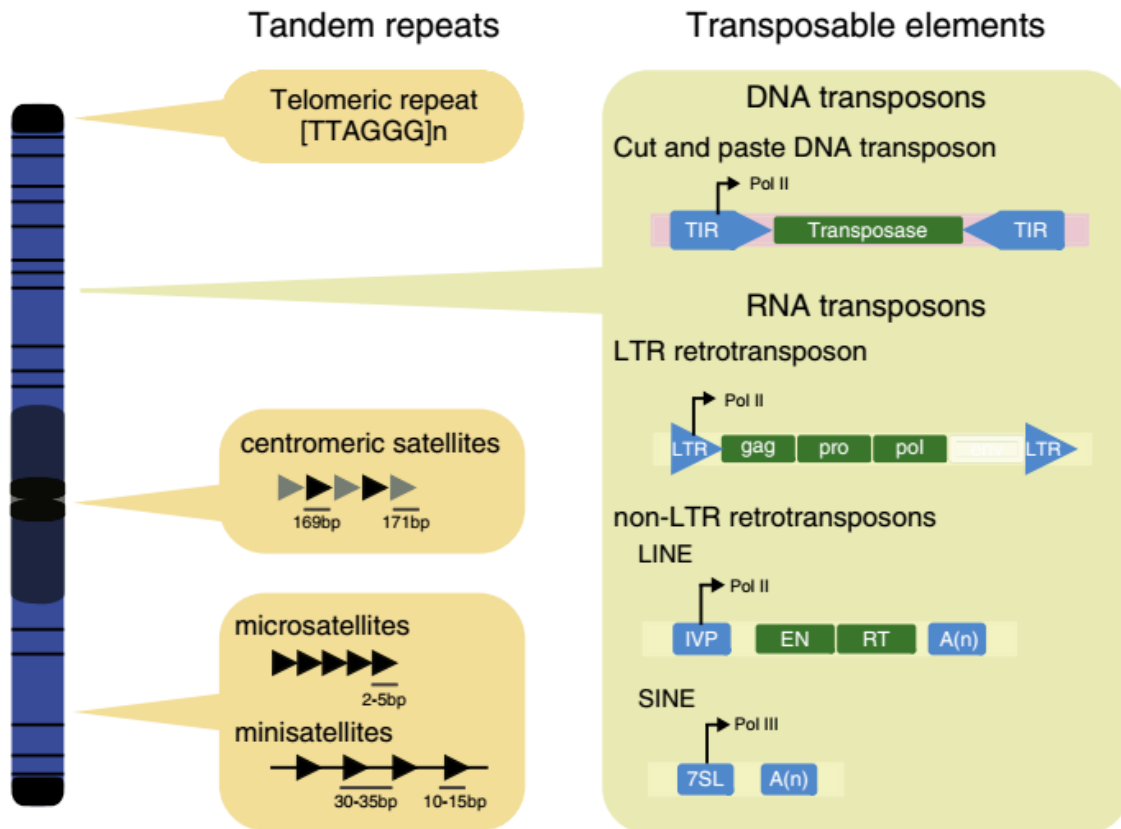 Tandem repeats
Telomeric repeat
[TTAGGG]n
centromeric satellites
169bp 171bp
microsatellites
2-5bp
minisatellites
30-35bp 10-15bp
Transposable elements
DNA transposons
Cut and paste DNA transposon
Pol II
TIR Transposase TIR
RNA transposons
LTR retrotransposon
Pol II
LTR gag pro pol env LTR
non-LTR retrotransposons
LINE
Pol II
IVP EN RT A(n)
SINE
Pol III
7SL A(n)